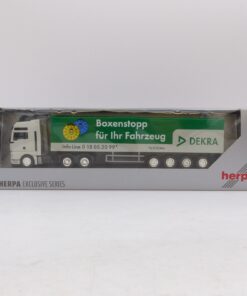 Boxenstopp
für Ihr Fahrzeug
DEKRA
Info-Line 0 18 05 20 99*
herpa
HERPA EXCLUSIVE SERIES